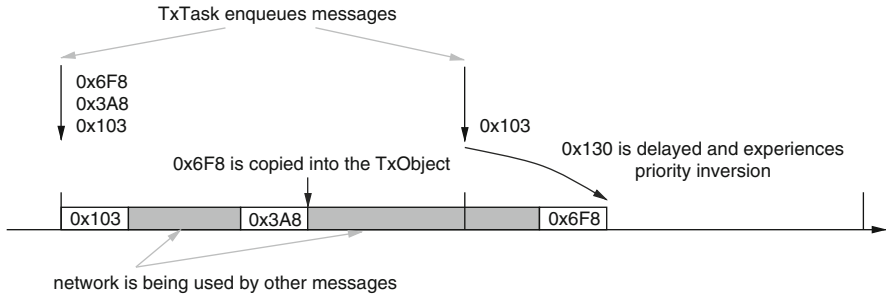 TxTask enqueues messages
0x6F8
0x3A8
0x103
0x103
0x130 is delayed and experiences
priority inversion
0x6F8 is copied into the TxObject
0x103
0x3A8
0x6F8
network is being used by other messages